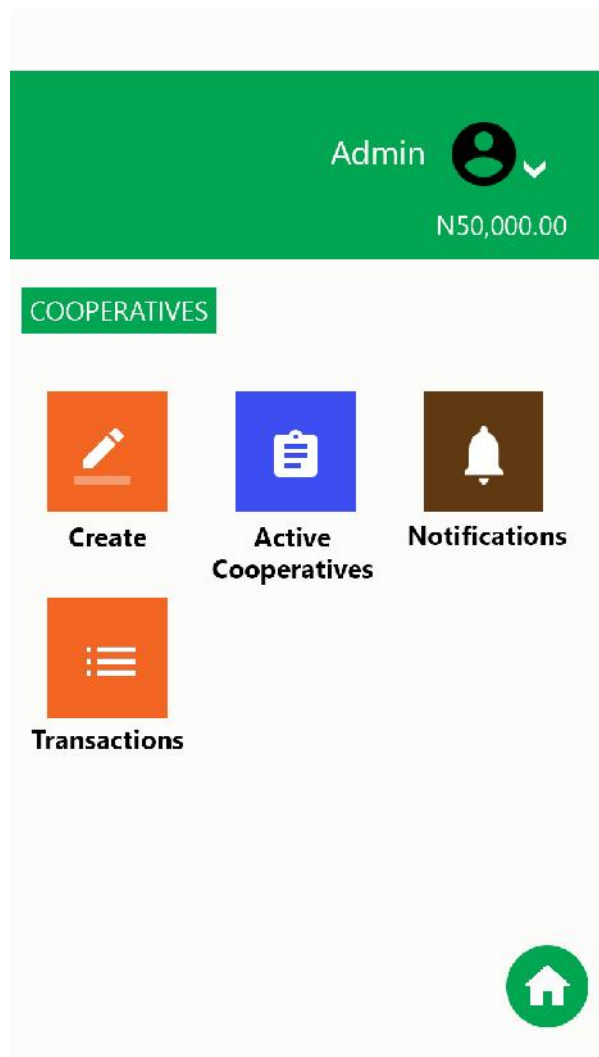 Admin
N50,000.00
COOPERATIVES
Create
Active
Cooperatives
Notifications
Transactions